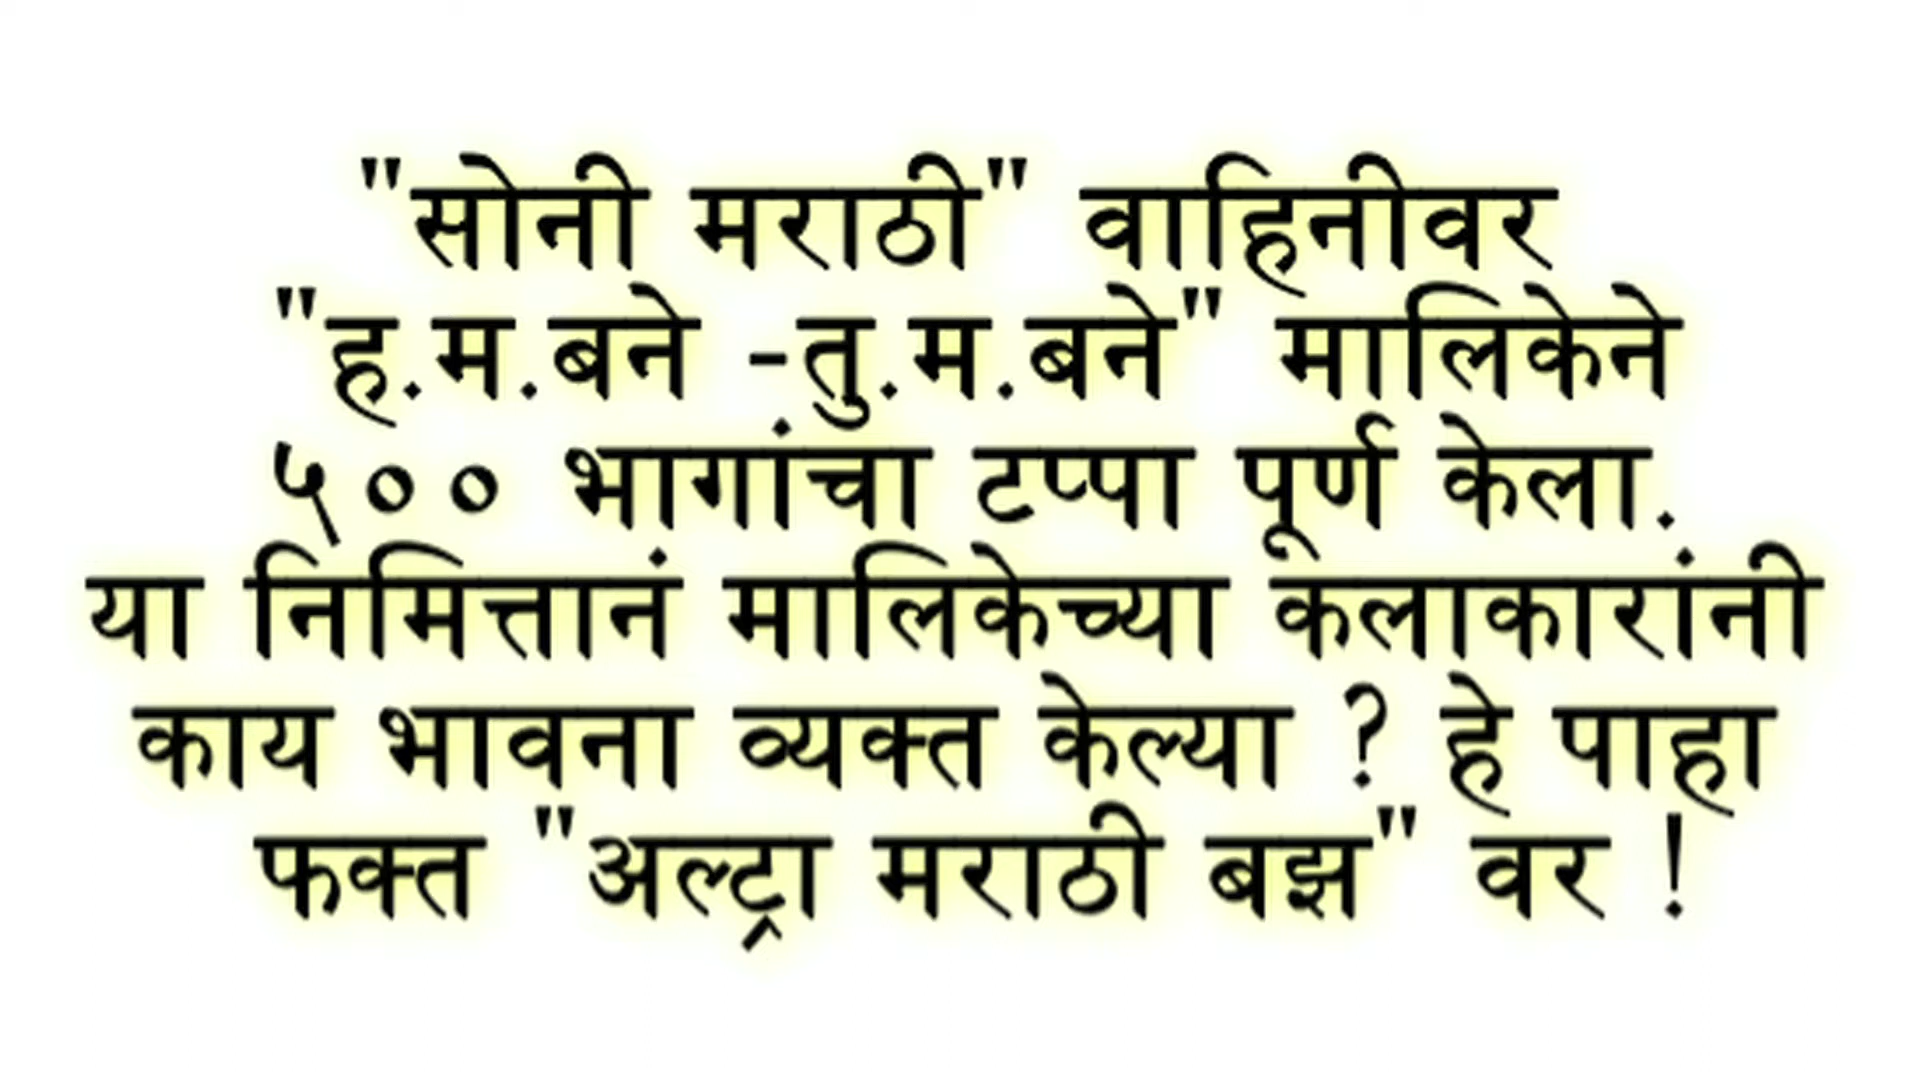 "सोनी मराठी" वाहिनीवर
"ह.म.बने -तु.म.बने" मालिकेने
५०० भागांचा टप्पा पूर्ण केला.
या निमित्तानं मालिकेच्या कलाकारांनी
काय भावना व्यक्त केल्या ? हे पाहा
फक्त "अल्ट्रा मराठी बझ" वर !